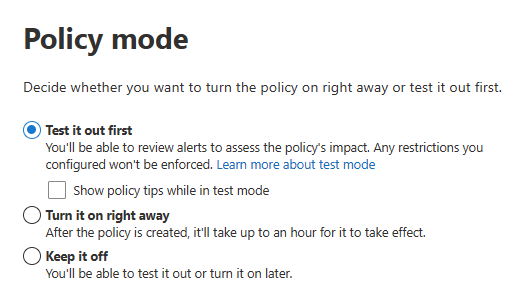 Policy mode
Decide whether you want to turn the policy on right away or test it out first.
Test it out first
You'll be able to review alerts to assess the policy's impact. Any restrictions you
configured won't be enforced. Learn more about test mode
Show policy tips while in test mode
Turn it on right away
After the policy is created, it'll take up to an hour for it to take effect.
Keep it off
You'll be able to test it out or turn it on later.